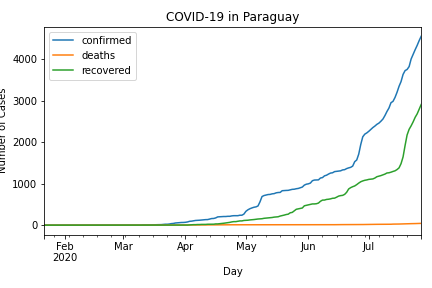 COVID-19 in Paraguay
confirmed
deaths
recovered
Number of Cases
4000
3000
2000
1000
0
Feb
2020
Mar
Apr
May
Jun
Jul
Day